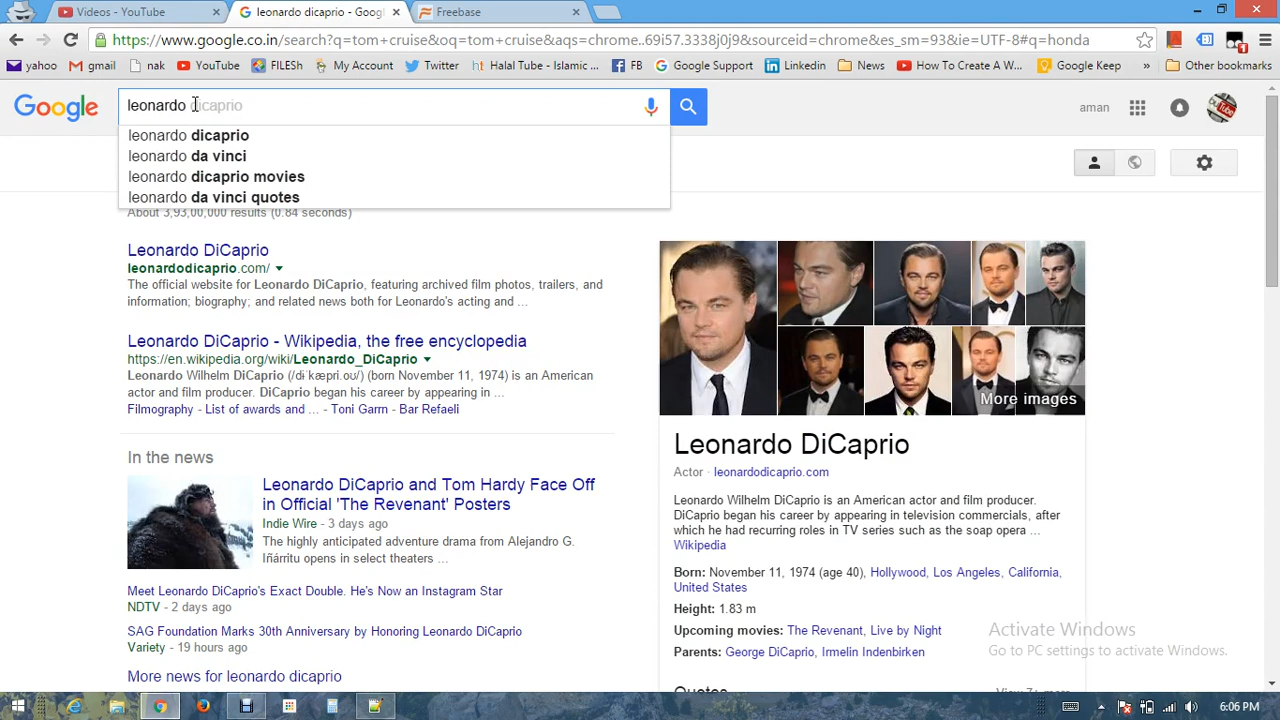 Videos - YouTube
leonardo dicaprio - Goog
Freebase
https://www.google.co.in/search?q=tom+cruise&oq=tom+cruise&aqs=chrome..69i57.3338j0j9&sourceid=chrome&es_sm=93&ie=UTF-8#q=honda
yahoo gmail nak YouTube FILESh My Account Twitter Halal Tube - Islamic ... FB Google Support Linkedin Booking YouTube - Google Keep
Google
leonardo dicaprio
aman
leonardo dicaprio
leonardo da vinci
leonardo dicaprio movies
leonardo da vinci quotes
About 3,93,00,000 results (0.84 seconds)
Leonardo DiCaprio
leonardodicaprio.com/
The official website for Leonardo DiCaprio, featuring archived film photos, trailers, and
information; biography; and related news both for Leonardo's acting and ...
Leonardo DiCaprio - Wikipedia, the free encyclopedia
https://en.wikipedia.org/wiki/Leonardo_DiCaprio
Leonardo Wilhelm DiCaprio (/dɪˈkæpri.oʊ/) (born November 11, 1974) is an American
actor and film producer. DiCaprio began his career by appearing in ...
Filmography - List of awards and ... - Toni Garrn - Bar Refaeli
In the news
Leonardo DiCaprio and Tom Hardy Face Off
in Official 'The Revenant' Posters
Indie Wire - 3 days ago
The highly anticipated adventure drama from Alejandro G.
Iñárritu opens in select theaters ...
Meet Leonardo DiCaprio's Exact Double. He's Now an Instagram Star
NDTV - 2 days ago
SAG Foundation Marks 30th Anniversary by Honoring Leonardo DiCaprio
Variety - 19 hours ago
More news for leonardo dicaprio
More images
Leonardo DiCaprio
Actor · leonardodicaprio.com
Leonardo Wilhelm DiCaprio is an American actor and film producer.
DiCaprio began his career by appearing in television commercials, after
which he had recurring roles in TV series such as the soap opera ...
Wikipedia
Born: November 11, 1974 (age 40), Hollywood, Los Angeles, California,
United States
Height: 1.83 m
Upcoming movies: The Revenant, Live by Night
Parents: George DiCaprio, Irmelin Indenbirken
Quotes
View 7+ more
Activate Windows
Go to PC settings to activate Windows.
6:06 PM